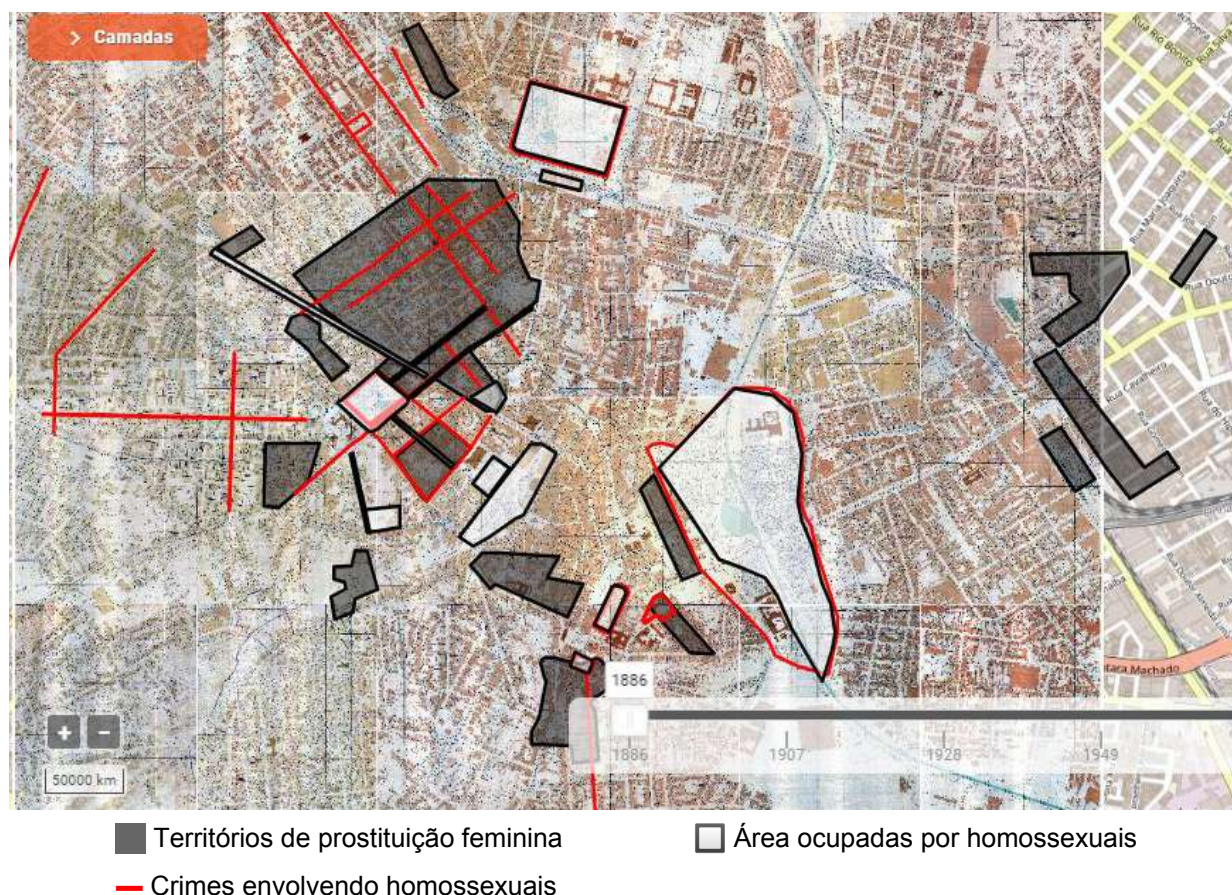 > Camadas
Rua Cavalheiro
tara Machado
1886
1886
1907
1928
1949
+ −
50000 km
Territórios de prostituição feminina
Área ocupadas por homossexuais
Crimes envolvendo homossexuais